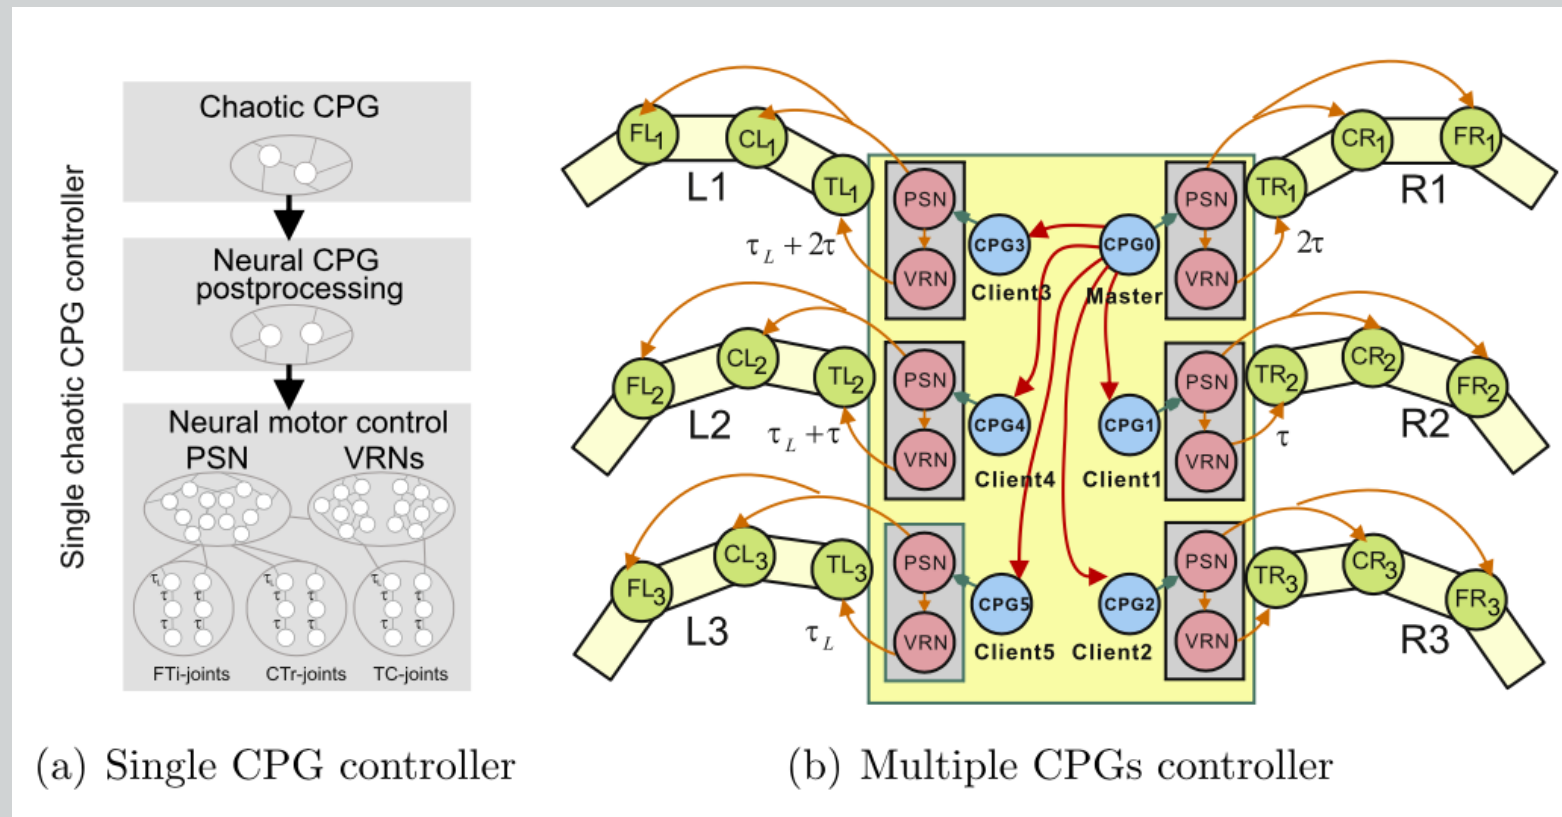 Single chaotic CPG controller
Chaotic CPG
Neural CPG
postprocessing
Neural motor control
PSN VRNs
τL τL τL
τ τ τ τ τ τ
τ τ τ τ τ τ
FTi-joints CTr-joints TC-joints
(a) Single CPG controller
FL1 CL1 TL1 L1
PSN
VRN
τL + 2τ
CPG3
Client3
CPG0
Master
PSN
VRN
2τ
TR1 CR1 FR1 R1
FL2 CL2 TL2 L2
PSN
VRN
τL + τ
CPG4
Client4
CPG1
Client1
PSN
VRN
τ
TR2 CR2 FR2 R2
FL3 CL3 TL3 L3
PSN
VRN
τL
CPG5
Client5
CPG2
Client2
PSN
VRN
TR3 CR3 FR3 R3
(b) Multiple CPGs controller